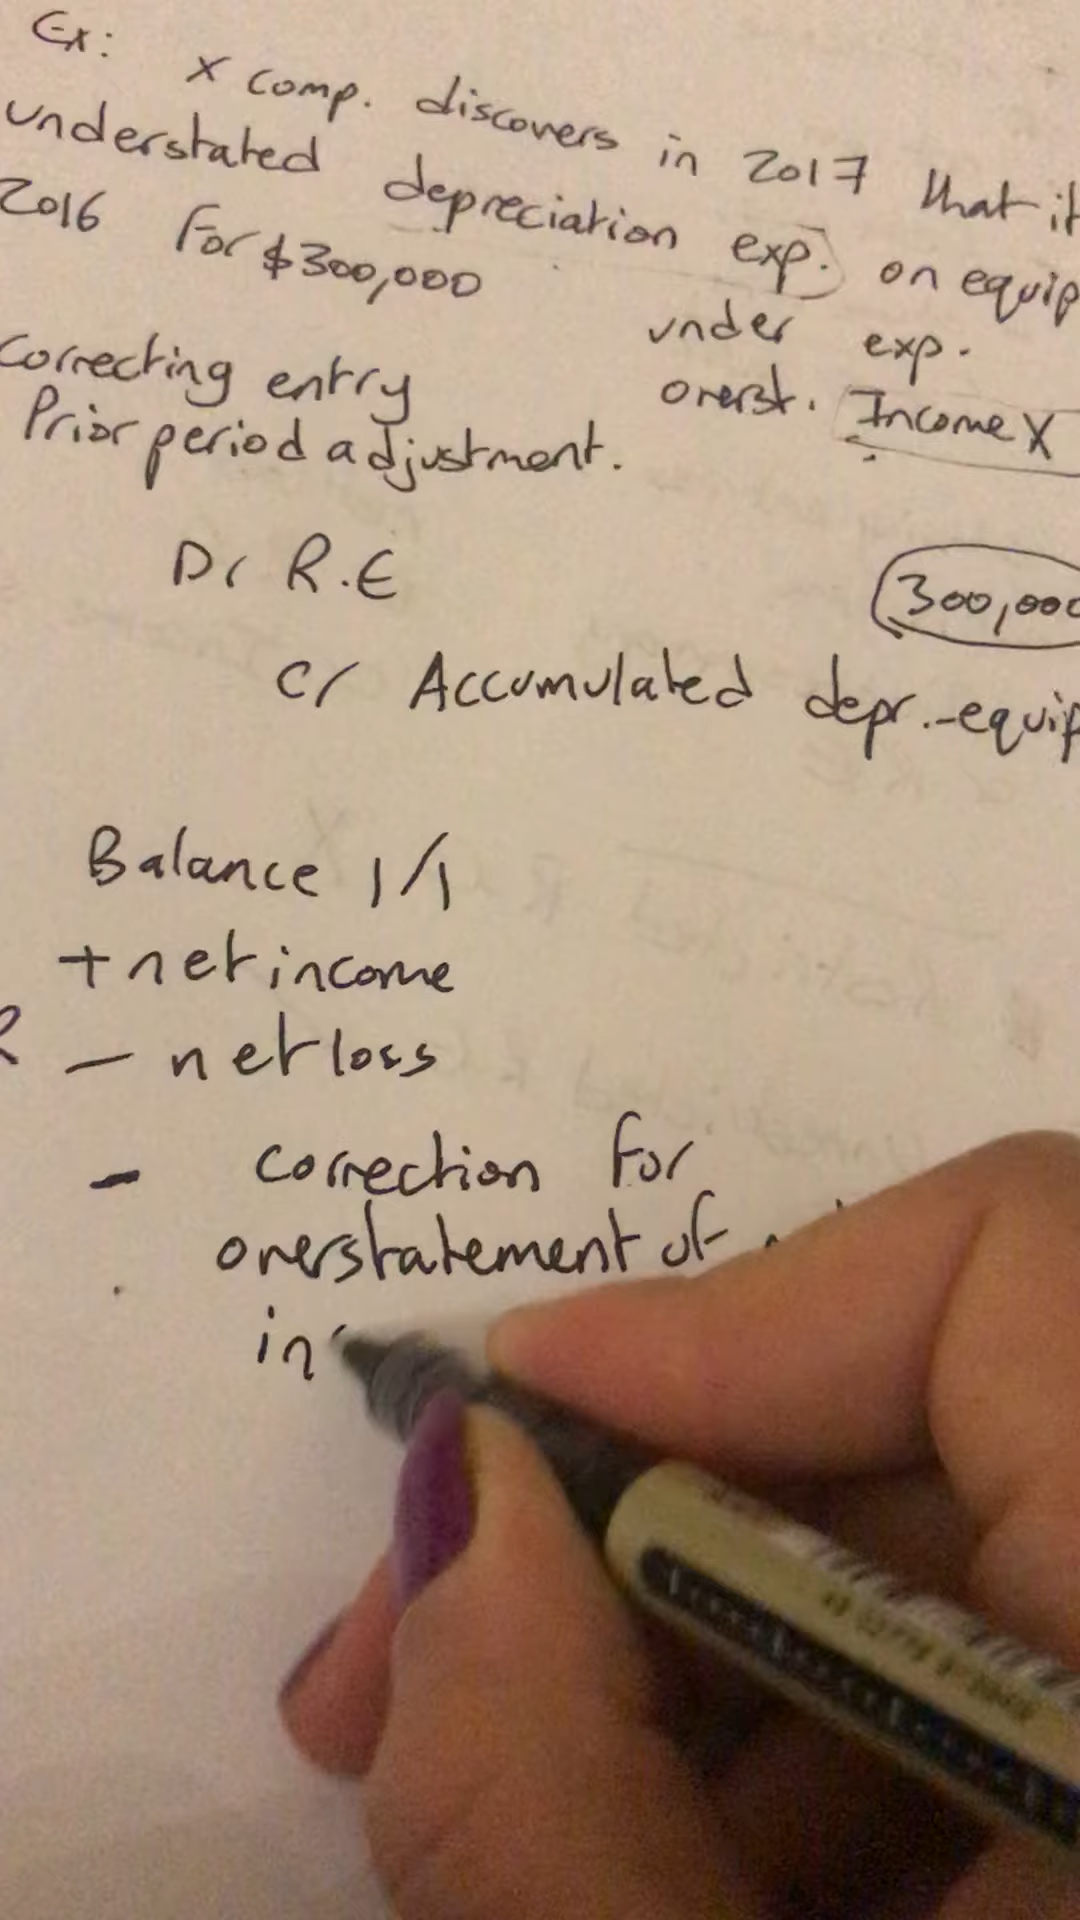 Ex: X comp. discovers in 2017 that it
understated depreciation exp. on equip
2016 For $300,000
under exp.
overst. Income X
Correcting entry
Prior period adjustment.
Dr R.E 300,000
Cr Accumulated depr.-equip
Balance 1/1
+ net income
- net loss
- correction For
overstatement of
in